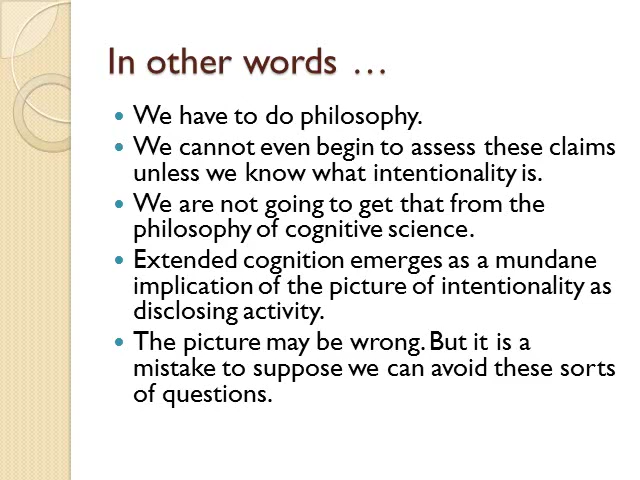 In other words …
• We have to do philosophy.
• We cannot even begin to assess these claims
unless we know what intentionality is.
• We are not going to get that from the
philosophy of cognitive science.
• Extended cognition emerges as a mundane
implication of the picture of intentionality as
disclosing activity.
• The picture may be wrong. But it is a
mistake to suppose we can avoid these sorts
of questions.